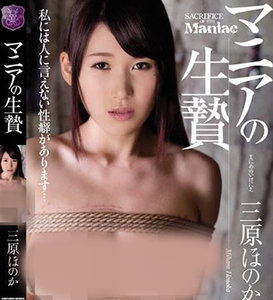 マニアの生贄
三原ほのか
SACRIFICE
OF THE
Maniac
マニアの
生贄
私には人に言えない性癖があります…
三原ほのか
Mihara Honoka